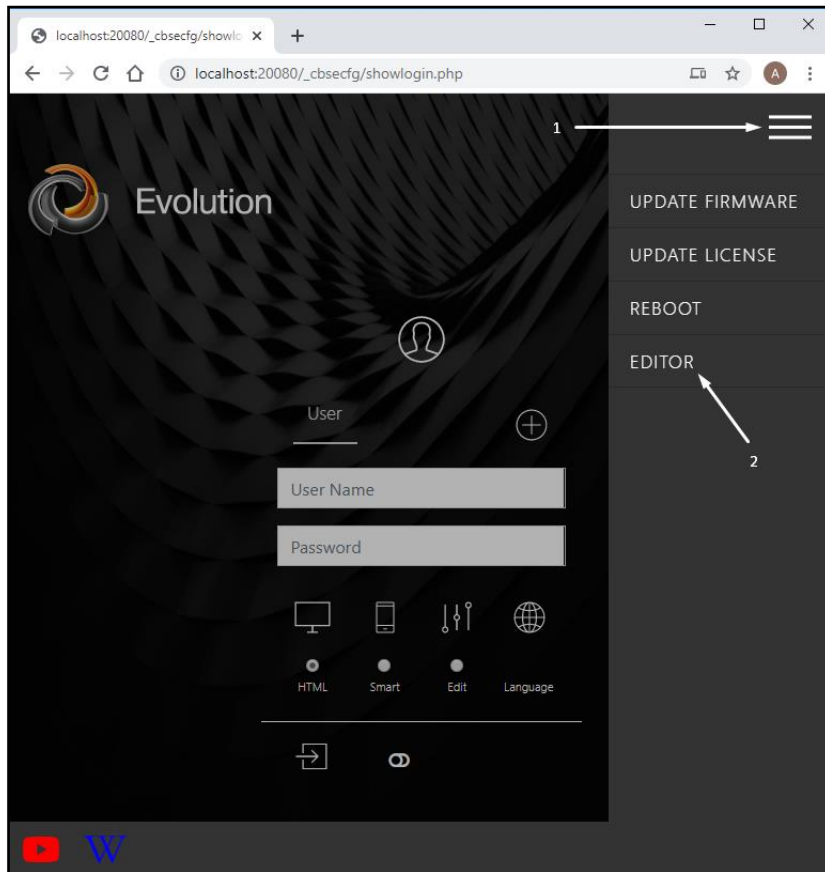 localhost:20080/_cbsecfg/showlo
localhost:20080/_cbsecfg/showlogin.php
A
1
Evolution
UPDATE FIRMWARE
UPDATE LICENSE
REBOOT
EDITOR
2
User
User Name
Password
HTML Smart Edit Language
W